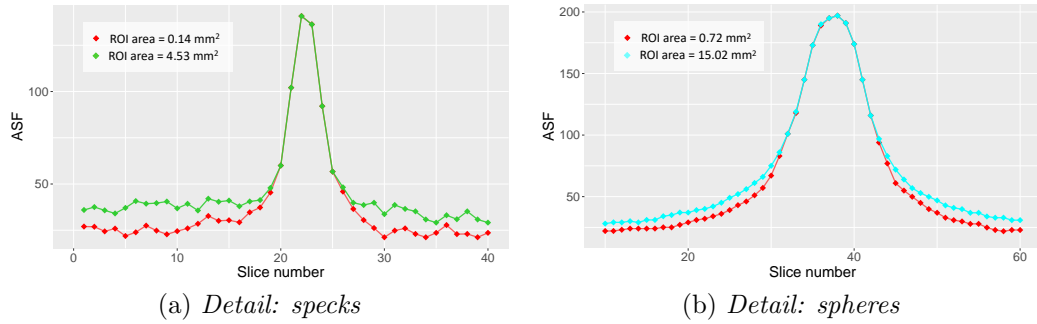 ROI area = 0.14 mm²
ROI area = 4.53 mm²
100
50
ASF
0
10
20
30
40
Slice number
(a) Detail: specks
ROI area = 0.72 mm²
ROI area = 15.02 mm²
200
150
100
50
ASF
20
30
40
50
60
Slice number
(b) Detail: spheres